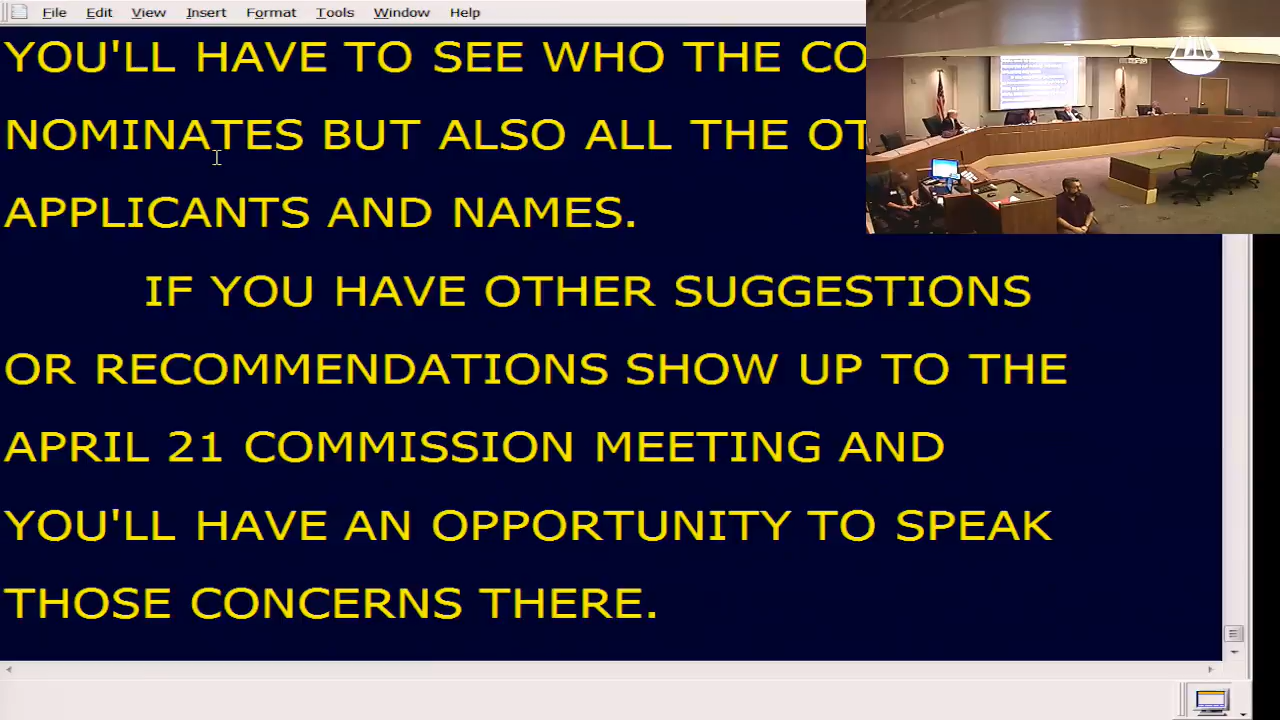 File Edit View Insert Format Tools Window Help
YOU'LL HAVE TO SEE WHO THE CO
NOMINATES BUT ALSO ALL THE OT
APPLICANTS AND NAMES.
IF YOU HAVE OTHER SUGGESTIONS
OR RECOMMENDATIONS SHOW UP TO THE
APRIL 21 COMMISSION MEETING AND
YOU'LL HAVE AN OPPORTUNITY TO SPEAK
THOSE CONCERNS THERE.